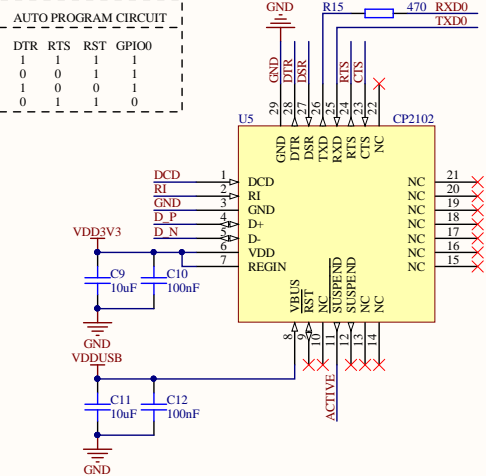 AUTO PROGRAM CIRCUIT
DTR RTS RST GPIO0
1 1 1 1
0 0 1 1
1 0 1 1
0 1 1 0
GND
R15 470 RXD0
TXD0
GND DTR DSR RTS CTS
29 28 27 26 25 24 23 22
U5 CP2102
GND DTR DSR TXD RXD RTS CTS NC
DCD 1 DCD NC 21
RI 2 RI NC 20
GND 3 GND NC 19
D_P 4 D+ NC 18
D_N 5 D- NC 17
VDD3V3 6 VDD NC 16
7 REGIN NC 15
C9 C10
10uF 100nF
VBUS RST NC SUSPEND SUSPEND NC NC
8 9 10 11 12 13 14
GND
VDDUSB
ACTIVE
C11 C12
10uF 100nF
GND